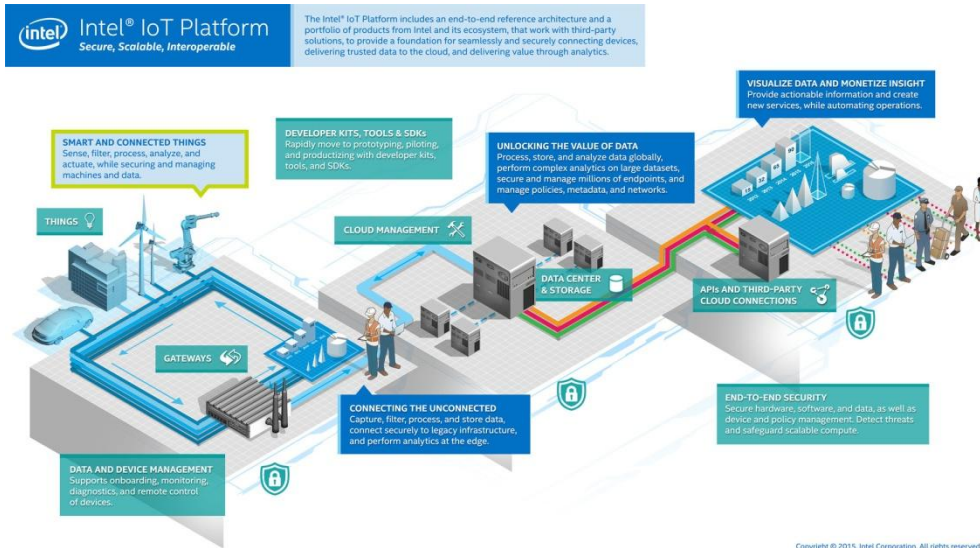 intel
Intel® IoT Platform
Secure, Scalable, Interoperable
The Intel® IoT Platform includes an end-to-end reference architecture and a
portfolio of products from Intel and its ecosystem, that work with third-party
solutions, to provide a foundation for seamlessly and securely connecting devices,
delivering trusted data to the cloud, and delivering value through analytics.
VISUALIZE DATA AND MONETIZE INSIGHT
Provide actionable information and create
new services, while automating operations.
SMART AND CONNECTED THINGS
Sense, filter, process, analyze, and
actuate, while securing and managing
machines and data.
DEVELOPER KITS, TOOLS & SDKs
Rapidly move to prototyping, piloting,
and productizing with developer kits,
tools, and SDKs.
UNLOCKING THE VALUE OF DATA
Process, store, and analyze data globally,
perform complex analytics on large datasets,
secure and manage millions of endpoints, and
manage policies, metadata, and networks.
THINGS
CLOUD MANAGEMENT
DATA CENTER
& STORAGE
APIs AND THIRD-PARTY
CLOUD CONNECTIONS
GATEWAYS
CONNECTING THE UNCONNECTED
Capture, filter, process, and store data,
connect securely to legacy infrastructure,
and perform analytics at the edge.
END-TO-END SECURITY
Secure hardware, software, and data, as well as
device and policy management. Detect threats
and safeguard scalable compute.
DATA AND DEVICE MANAGEMENT
Supports onboarding, monitoring,
diagnostics, and remote control
of devices.
Copyright © 2015, Intel Corporation. All rights reserved